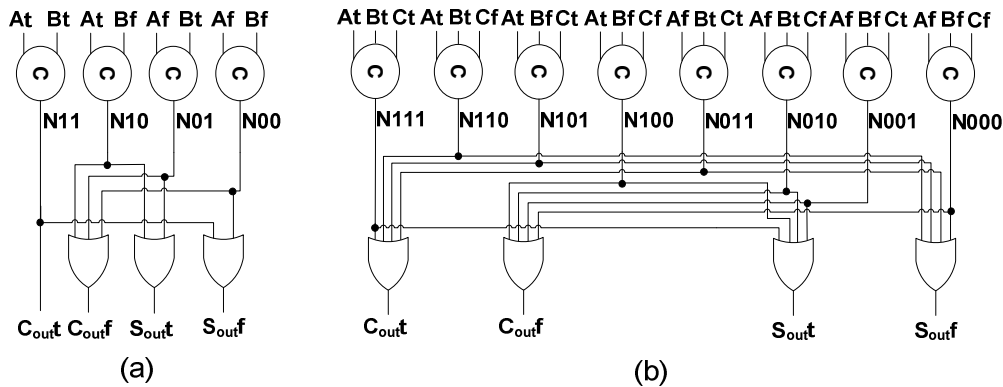 At Bt At Bf Af Bt Af Bf
C C C C
N11 N10 N01 N00
Coutt Coutf Soutt Soutf
(a)
At Bt Ct At Bt Cf At Bf Ct At Bf Cf Af Bt Ct Af Bt Cf Af Bf Ct Af Bf Cf
C C C C C C C C
N111 N110 N101 N100 N011 N010 N001 N000
Coutt Coutf Soutt Soutf
(b)